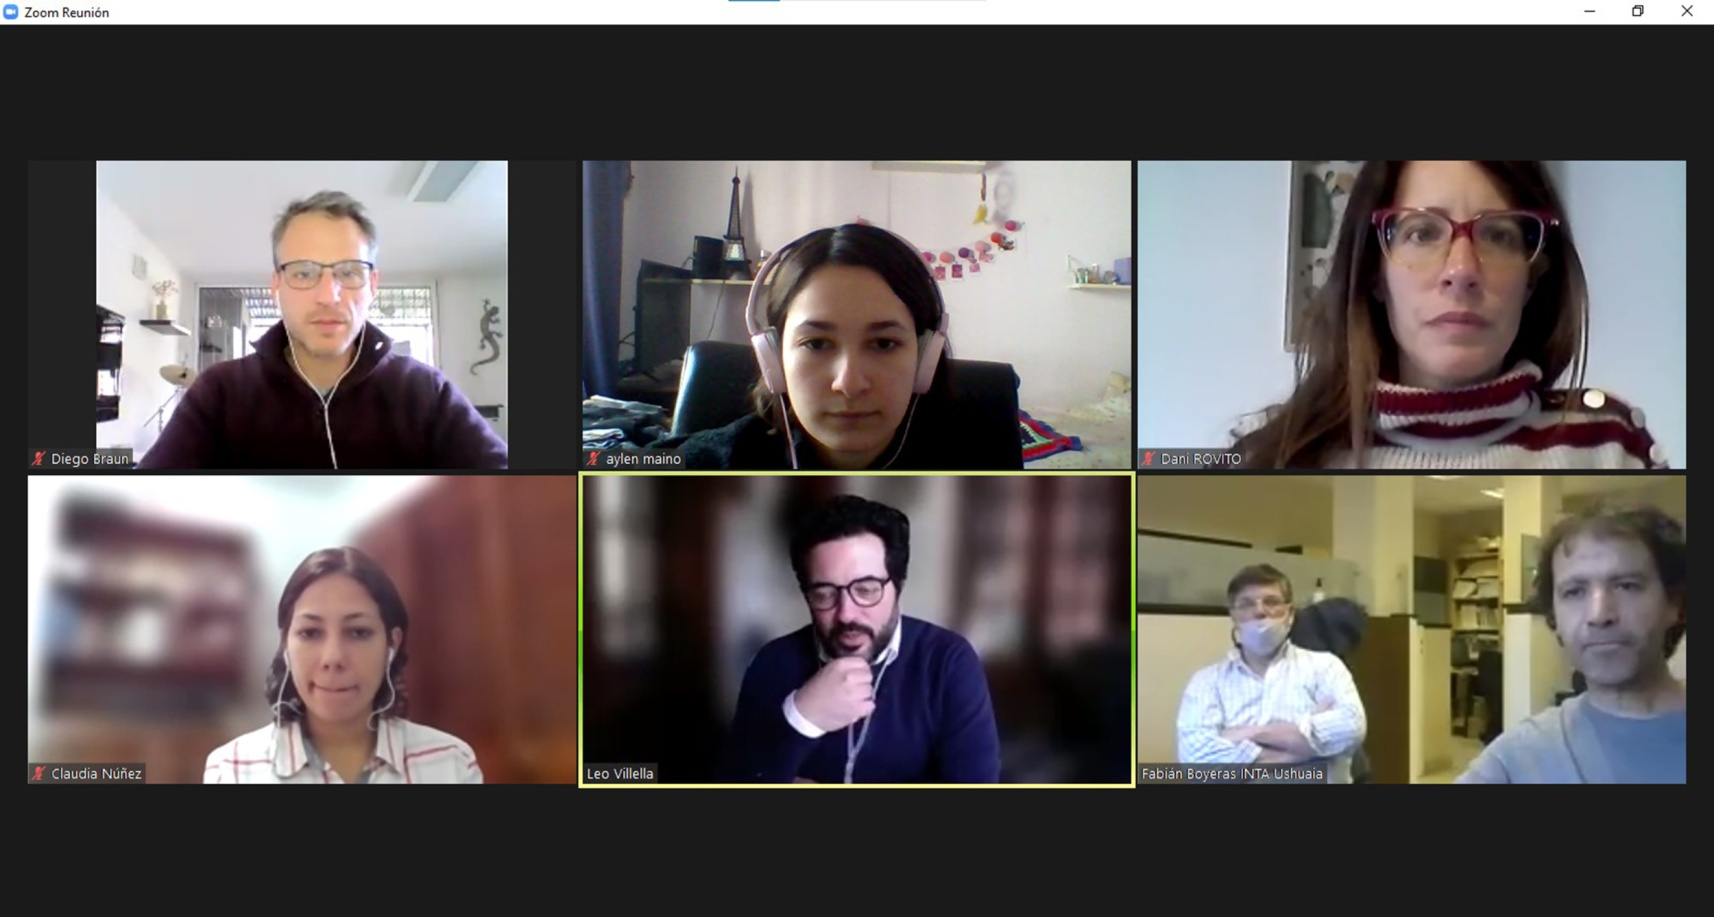 Zoom Reunión
Diego Braun
aylen maino
Dani ROVITO
Claudia Núñez
Leo Villella
Fabián Boyeras INTA Ushuaia